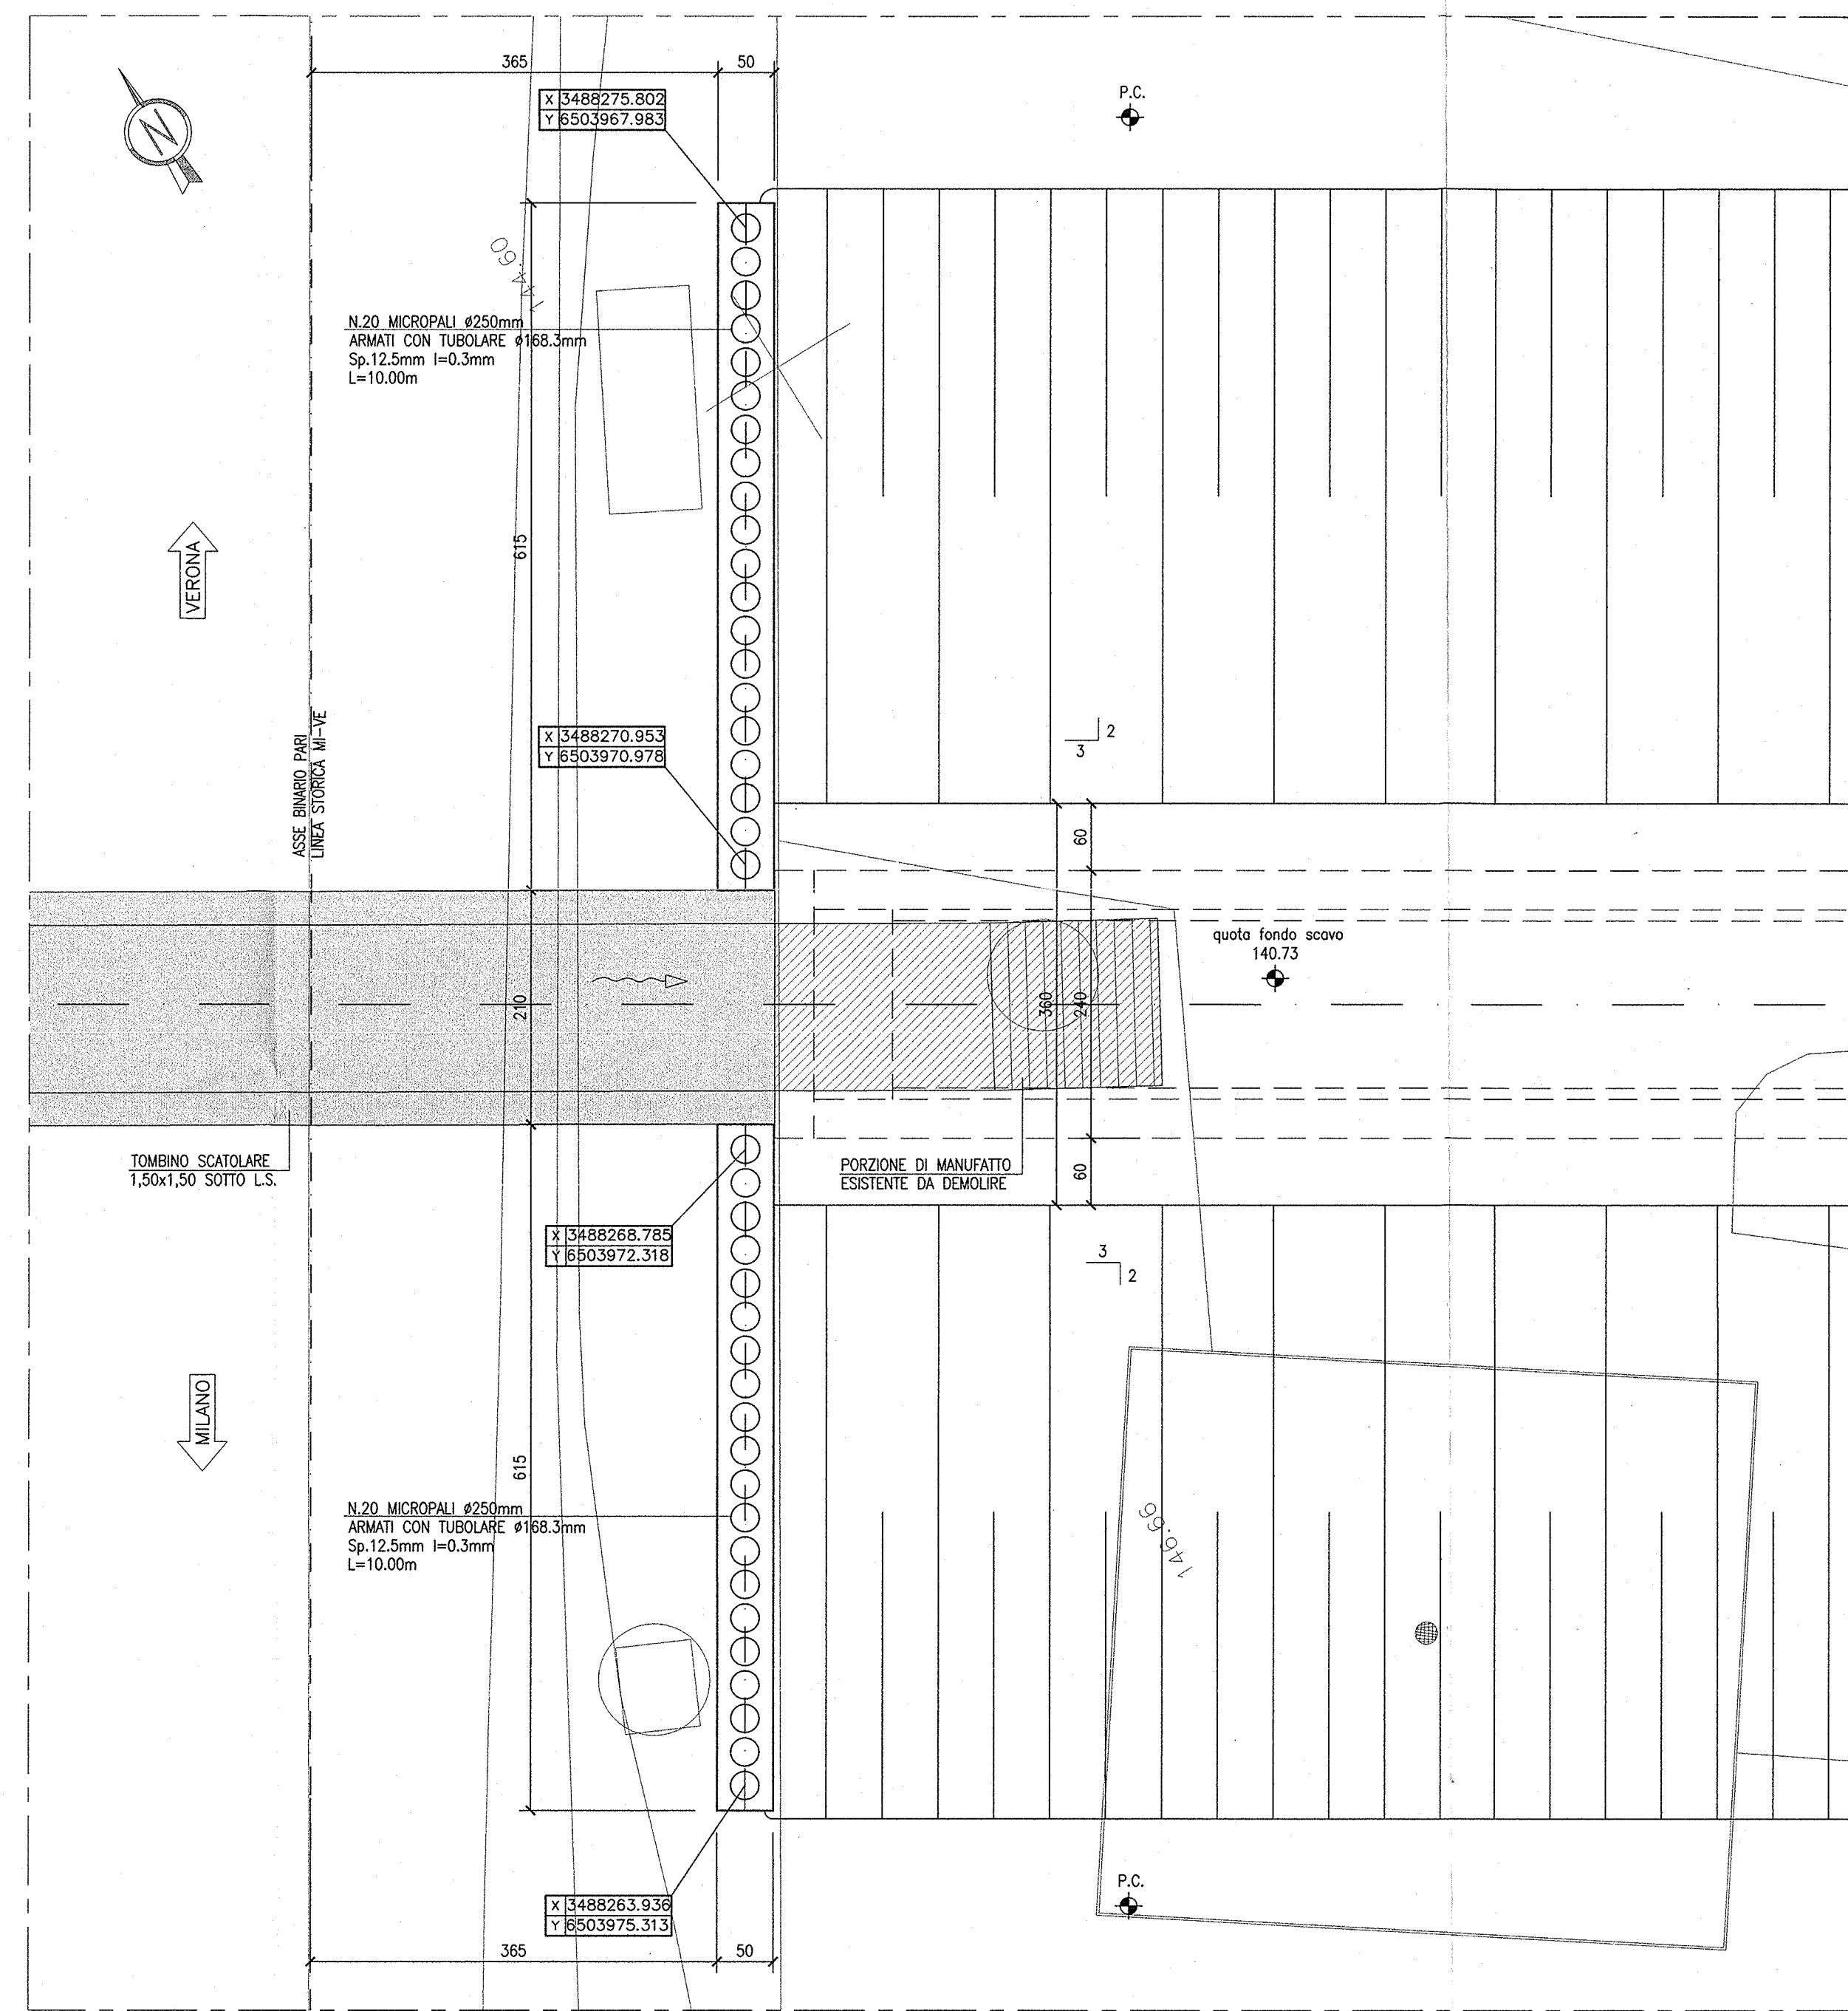 365
50
X 3488275.802
Y 6503967.983
P.C.
N
144.60
N.20 MICROPALI ø250mm
ARMATI CON TUBOLARE ø168.3mm
Sp.12.5mm I=0.3mm
L=10.00m
VERONA
615
X 3488270.953
Y 6503970.978
ASSE BINARIO PARI
LINEA STORICA MI-VE
2
3
60
quota fondo scavo
140.73
210
360
240
TOMBINO SCATOLARE
1,50x1,50 SOTTO L.S.
PORZIONE DI MANUFATTO
ESISTENTE DA DEMOLIRE
60
X 3488268.785
Y 6503972.318
3
2
MILANO
615
N.20 MICROPALI ø250mm
ARMATI CON TUBOLARE ø168.3mm
Sp.12.5mm I=0.3mm
L=10.00m
146.66
P.C.
X 3488263.936
Y 6503975.313
365
50